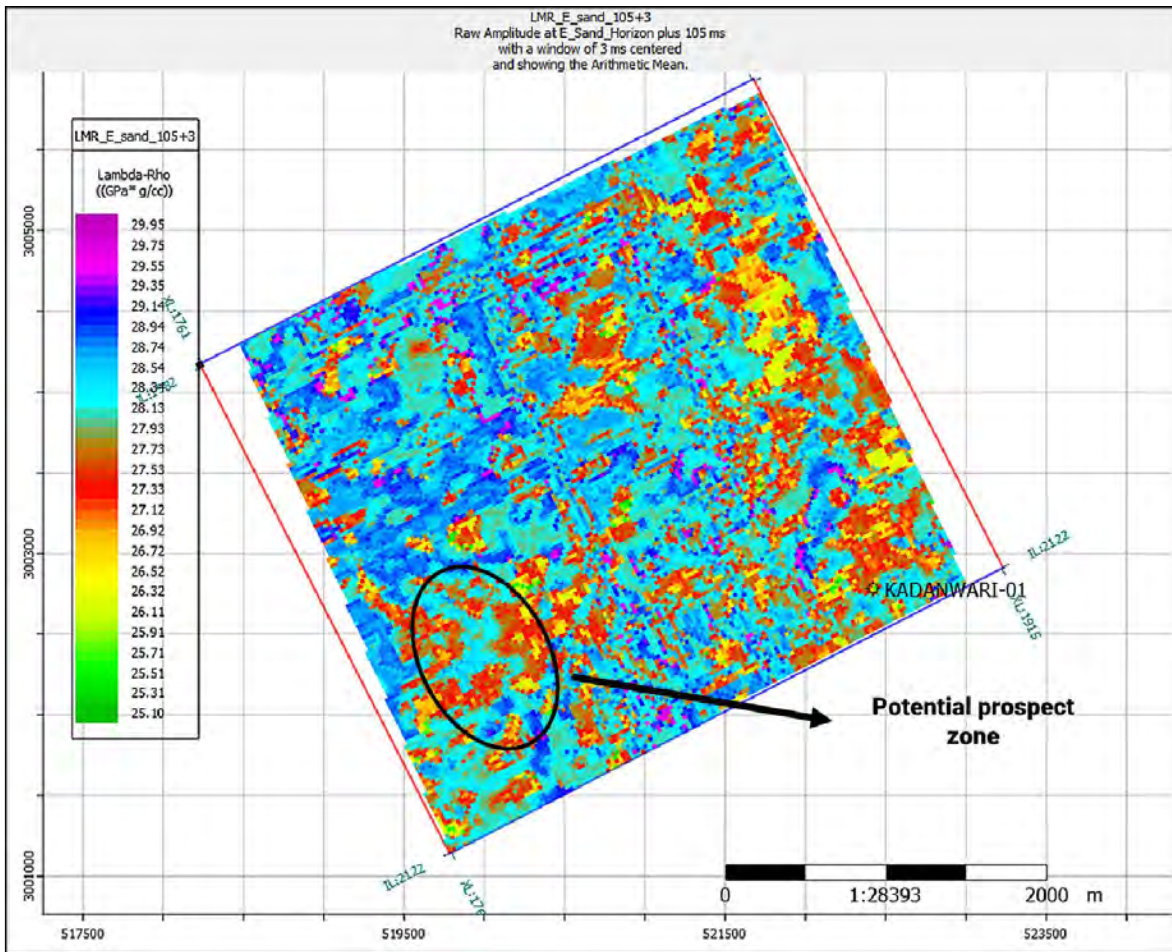 LMR_E_sand_105+3
Raw Amplitude at E_Sand_Horizon plus 105 ms
with a window of 3 ms centered
and showing the Arithmetic Mean.
LMR_E_sand_105+3
Lambda-Rho
((GPa* g/cc))
29.95
29.75
29.55
29.35
29.14
28.94
28.74
28.54
28.34
28.13
27.93
27.73
27.53
27.33
27.12
26.92
26.72
26.52
26.32
26.11
25.91
25.71
25.51
25.31
25.10
3005000
3003000
3001000
XL:1761
IL:2122
XL:1915
KADANWARI-01
Potential prospect
zone
IL:2122
XL:176
0
1:28393
2000 m
517500
519500
521500
523500